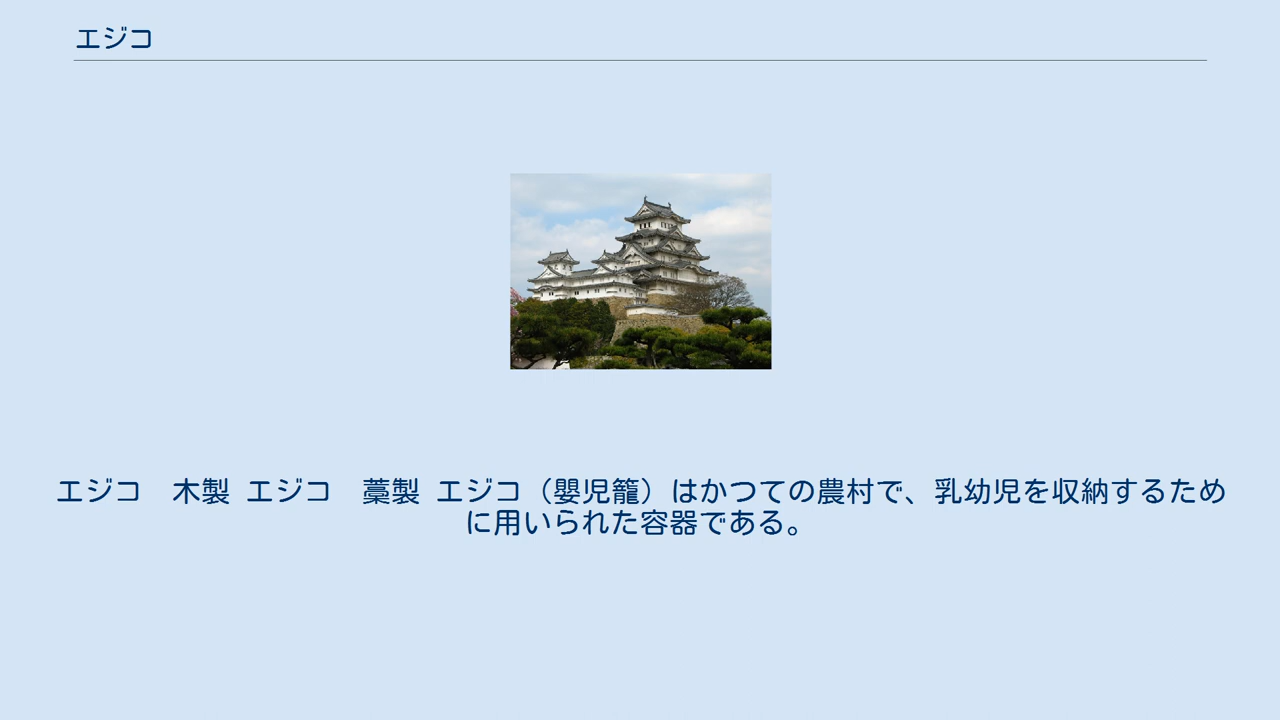 エジコ
エジコ　木製 エジコ　藁製 エジコ（嬰児籠）はかつての農村で、乳幼児を収納するため
に用いられた容器である。